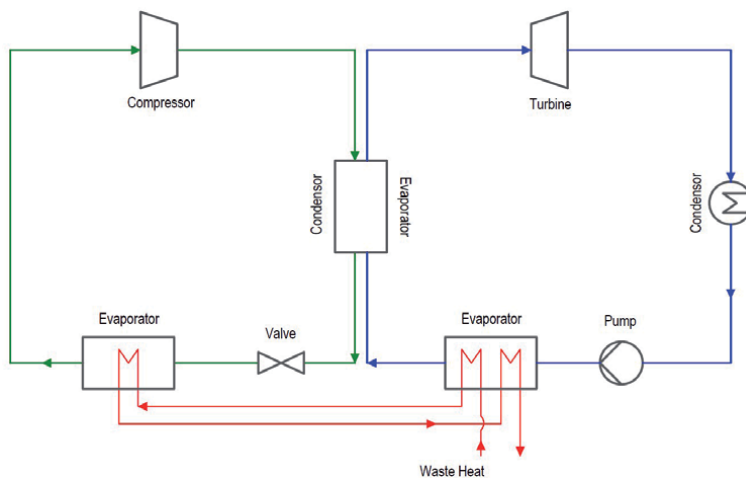 Compressor
Turbine
Condensor
Evaporator
Condensor
Evaporator
Valve
Evaporator
Pump
Waste Heat